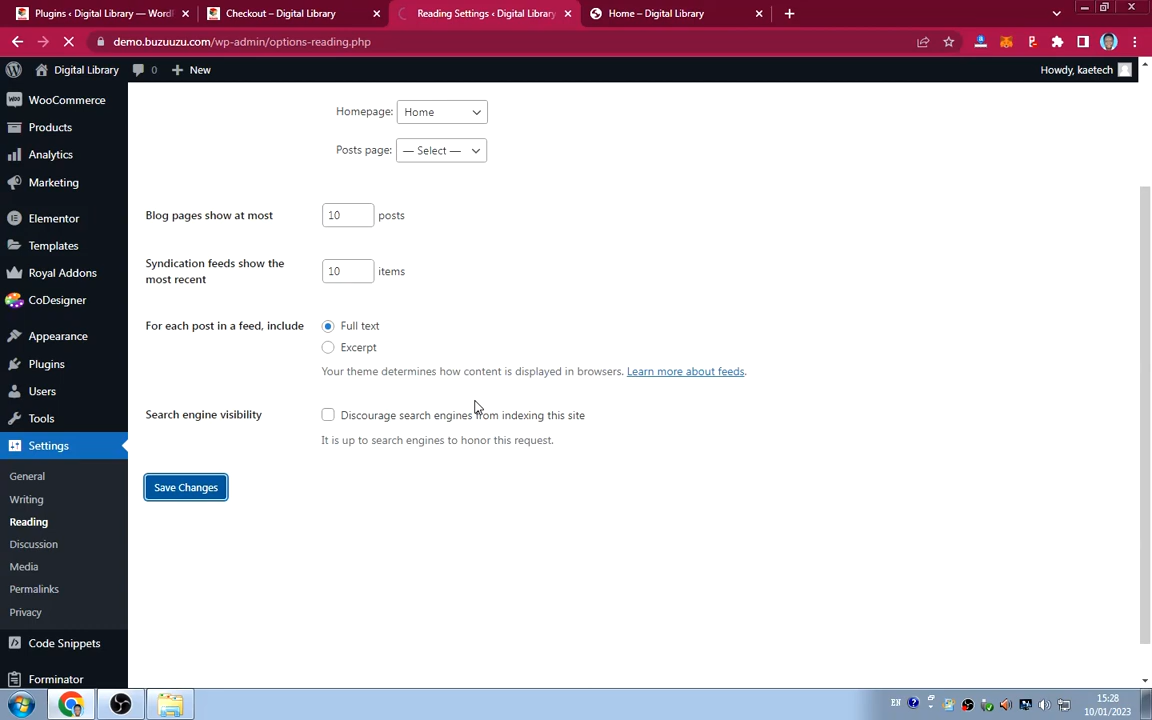 Plugins ‹ Digital Library — WordP
Checkout – Digital Library
Reading Settings ‹ Digital Library
Home – Digital Library
demo.buzuuzu.com/wp-admin/options-reading.php
Digital Library
0
New
Howdy, kaetech
WooCommerce
Products
Analytics
Marketing
Elementor
Templates
Royal Addons
CoDesigner
Appearance
Plugins
Users
Tools
Settings
General
Writing
Reading
Discussion
Media
Permalinks
Privacy
Code Snippets
Forminator
Homepage: Home
Posts page: — Select —
Blog pages show at most 10 posts
Syndication feeds show the
most recent 10 items
For each post in a feed, include Full text
Excerpt
Your theme determines how content is displayed in browsers. Learn more about feeds.
Search engine visibility Discourage search engines from indexing this site
It is up to search engines to honor this request.
Save Changes
EN
15:28
10/01/2023